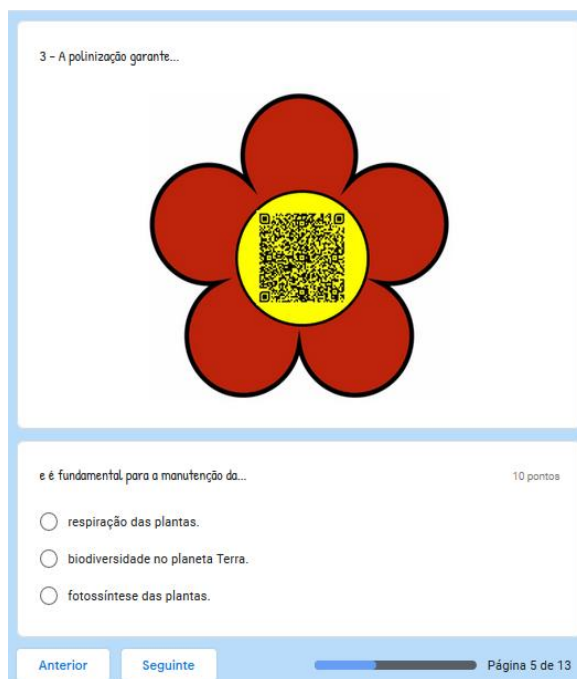 3 - A polinização garante...
e é fundamental para a manutenção da...
10 pontos
respiração das plantas.
biodiversidade no planeta Terra.
fotossíntese das plantas.
Anterior
Seguinte
Página 5 de 13